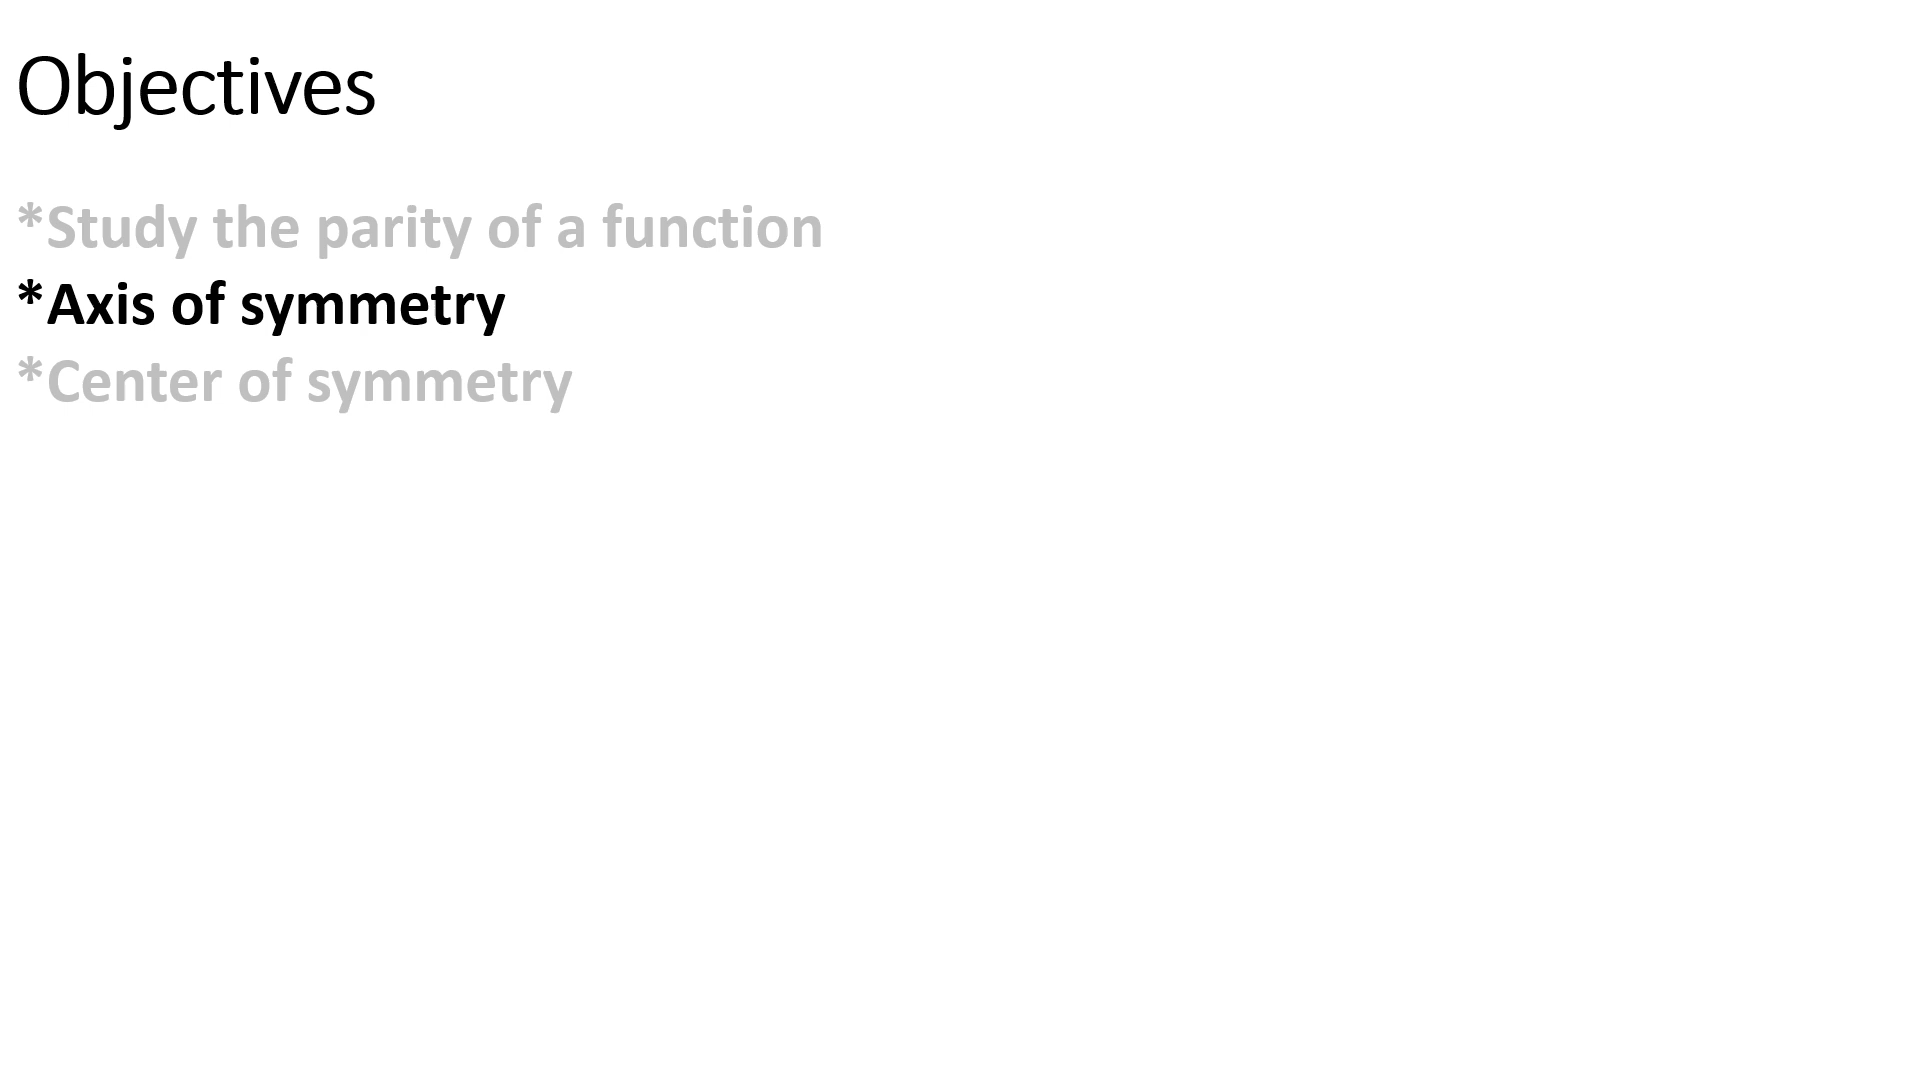 Objectives
*Study the parity of a function
*Axis of symmetry
*Center of symmetry